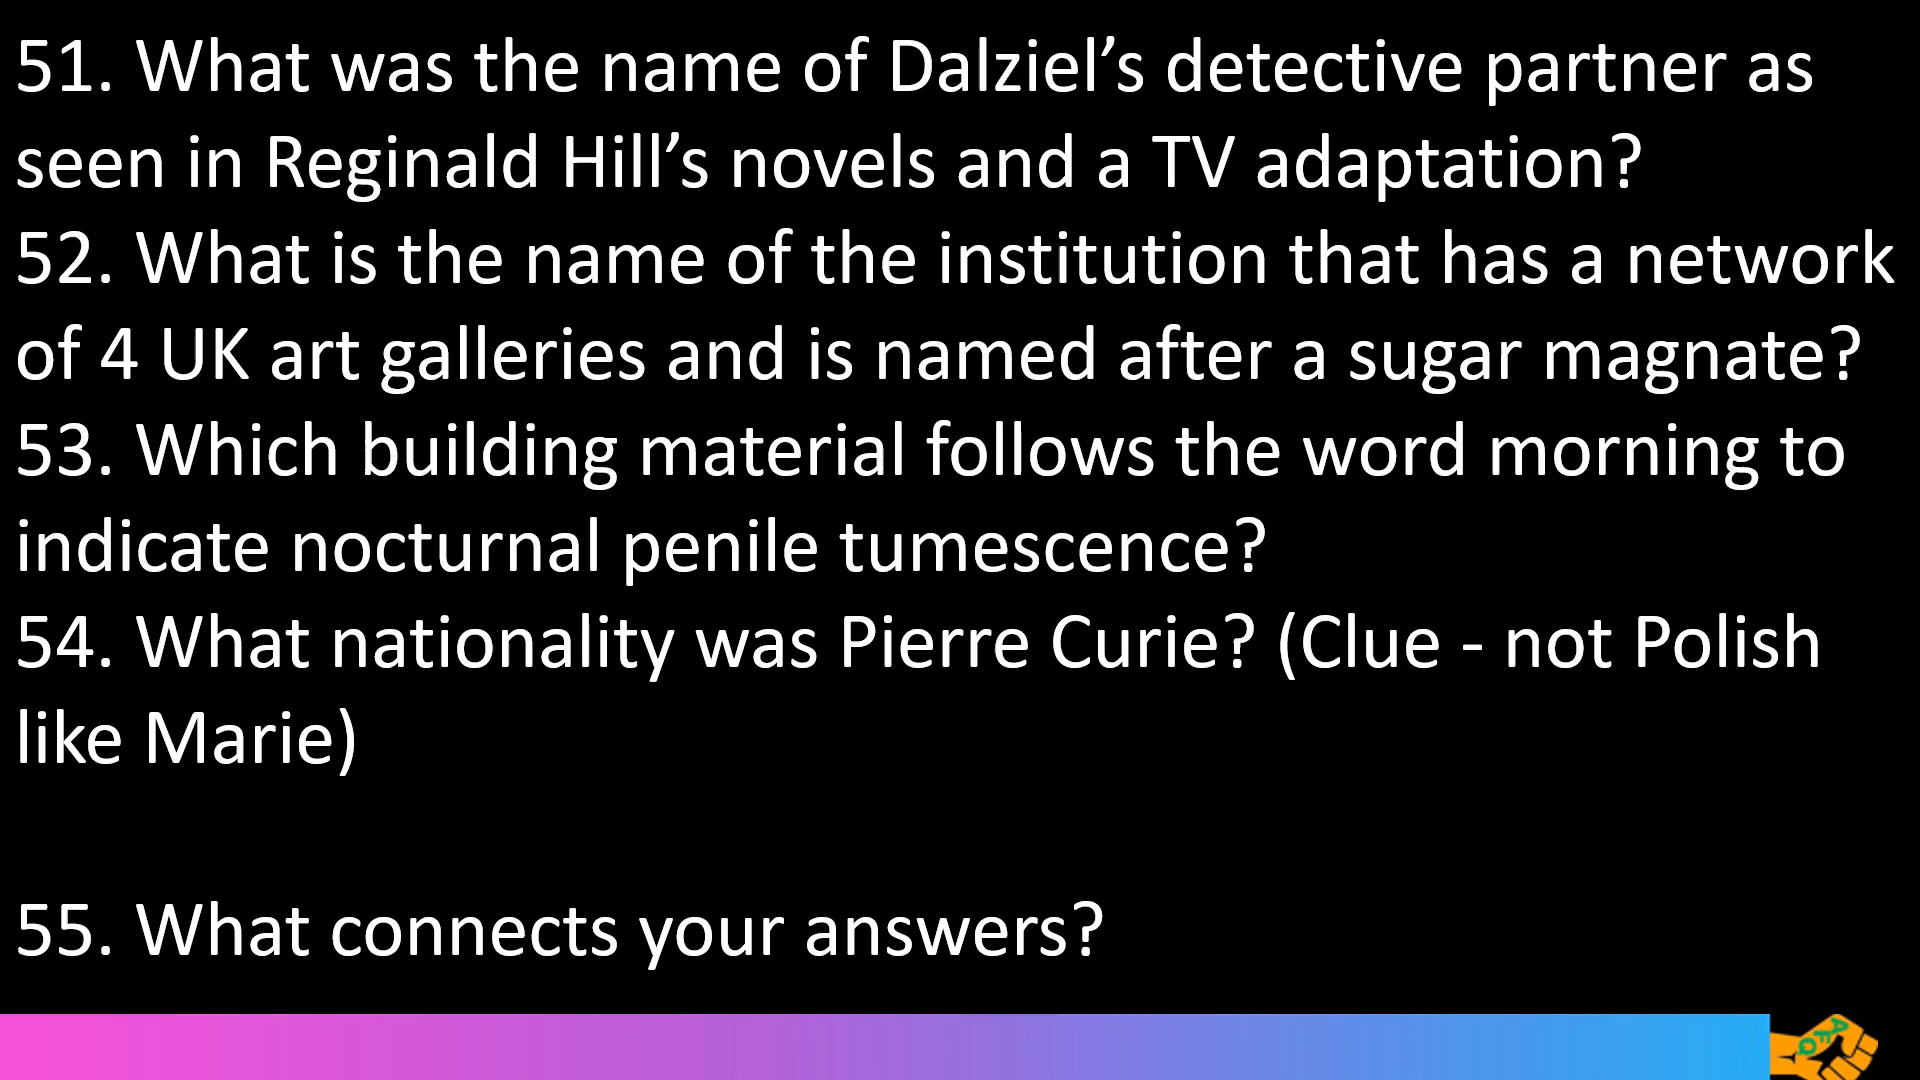 51. What was the name of Dalziel’s detective partner as
seen in Reginald Hill’s novels and a TV adaptation?
52. What is the name of the institution that has a network
of 4 UK art galleries and is named after a sugar magnate?
53. Which building material follows the word morning to
indicate nocturnal penile tumescence?
54. What nationality was Pierre Curie? (Clue - not Polish
like Marie)
55. What connects your answers?
AFQ